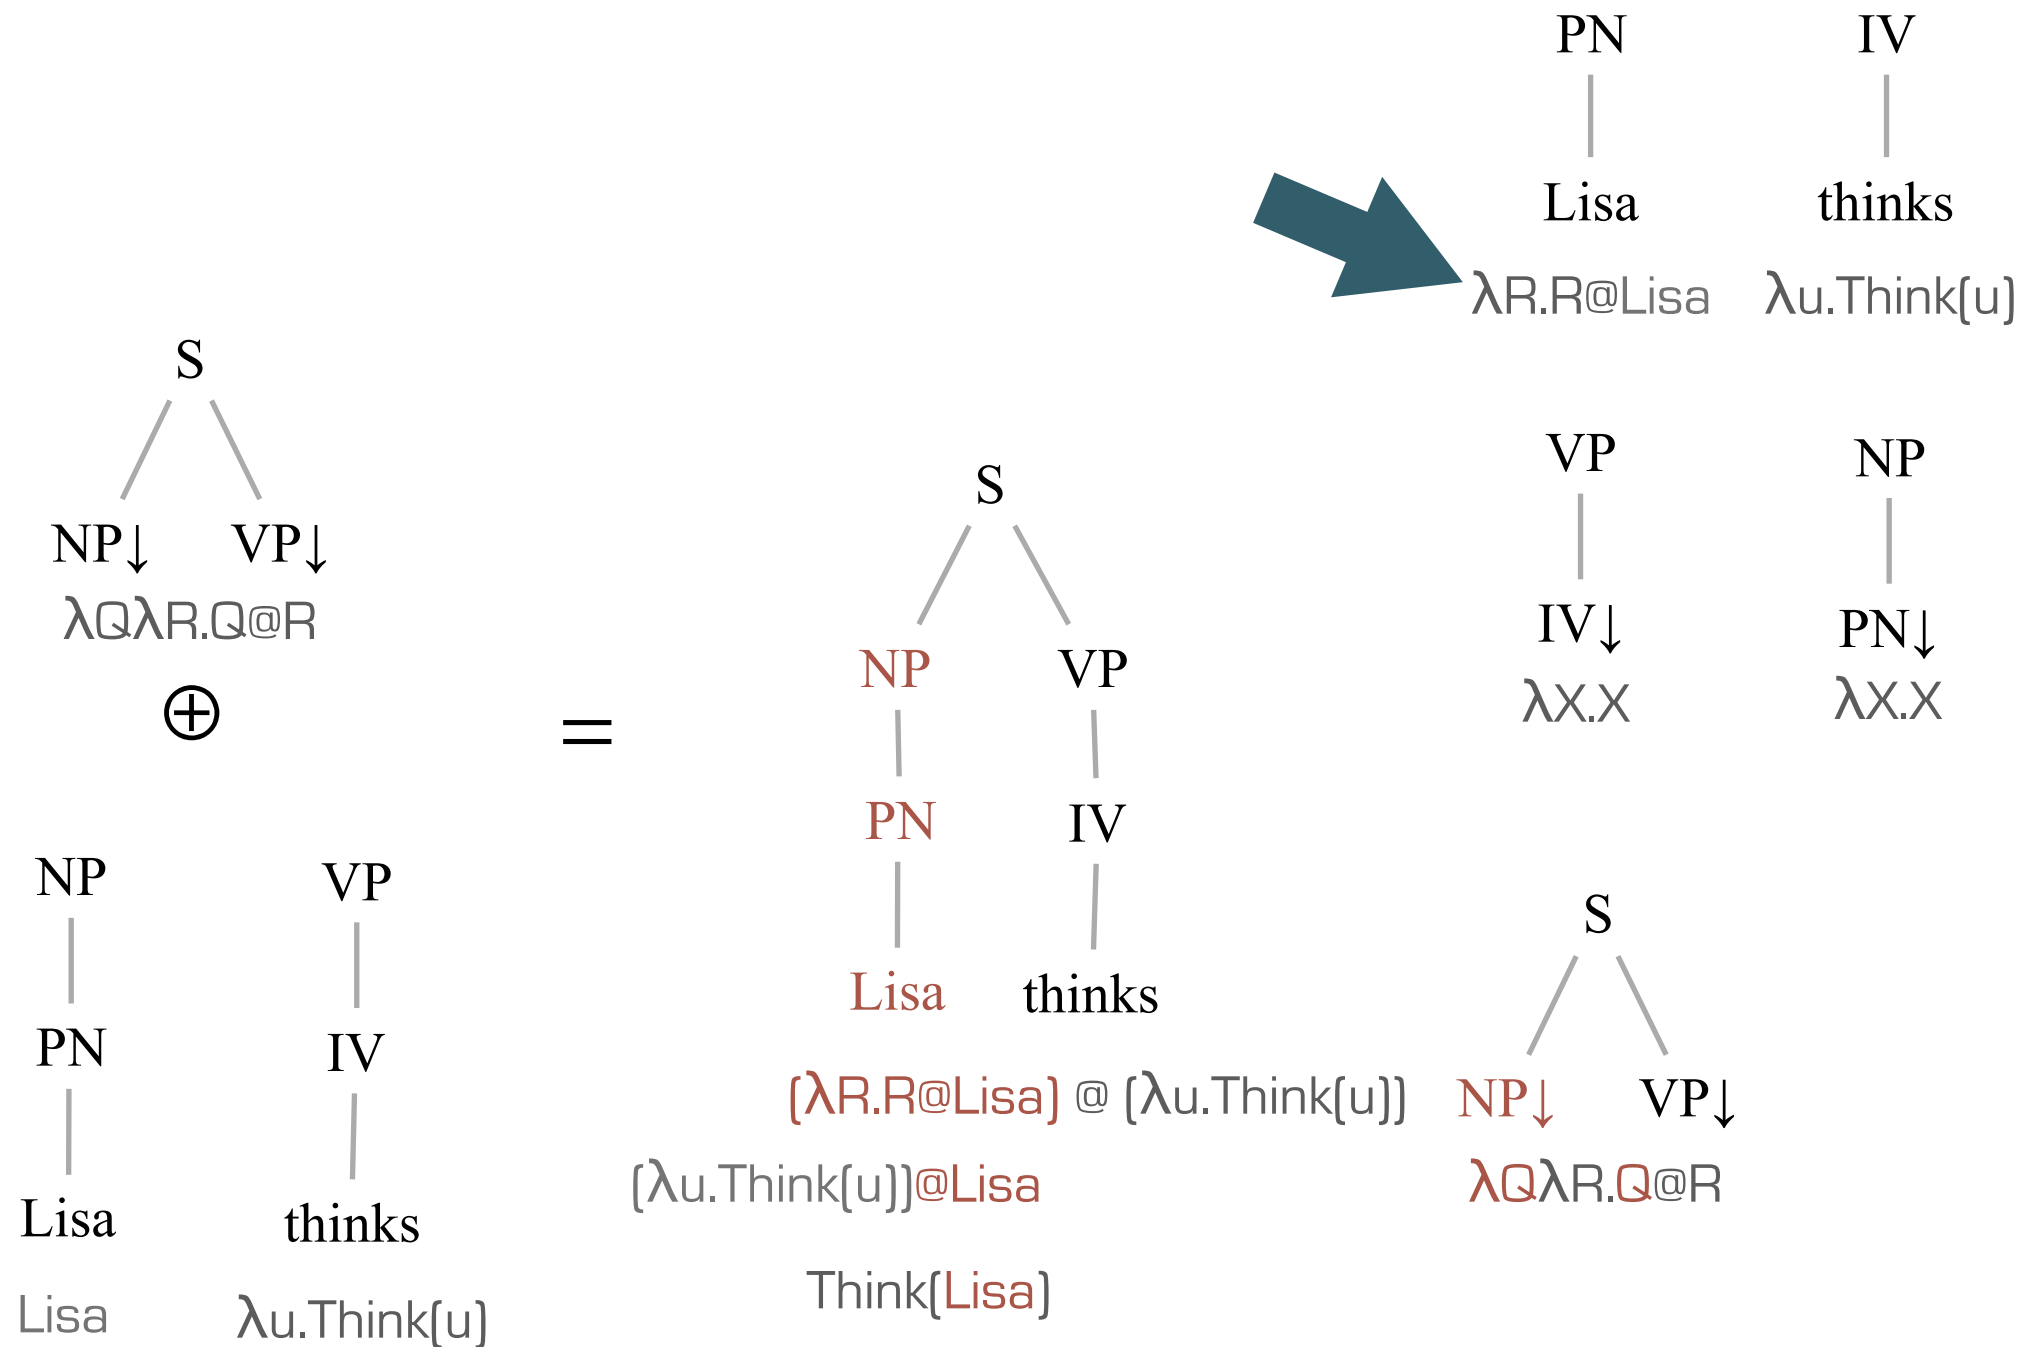 PN IV
Lisa thinks
λR.R@Lisa λu.Think(u)
S
NP↓ VP↓
λQλR.Q@R
⊕
NP VP
PN IV
Lisa thinks
Lisa λu.Think(u)
=
S
NP VP
PN IV
Lisa thinks
(λR.R@Lisa) @ (λu.Think(u))
(λu.Think(u))@Lisa
Think(Lisa)
VP NP
IV↓ PN↓
λX.X λX.X
S
NP↓ VP↓
λQλR.Q@R